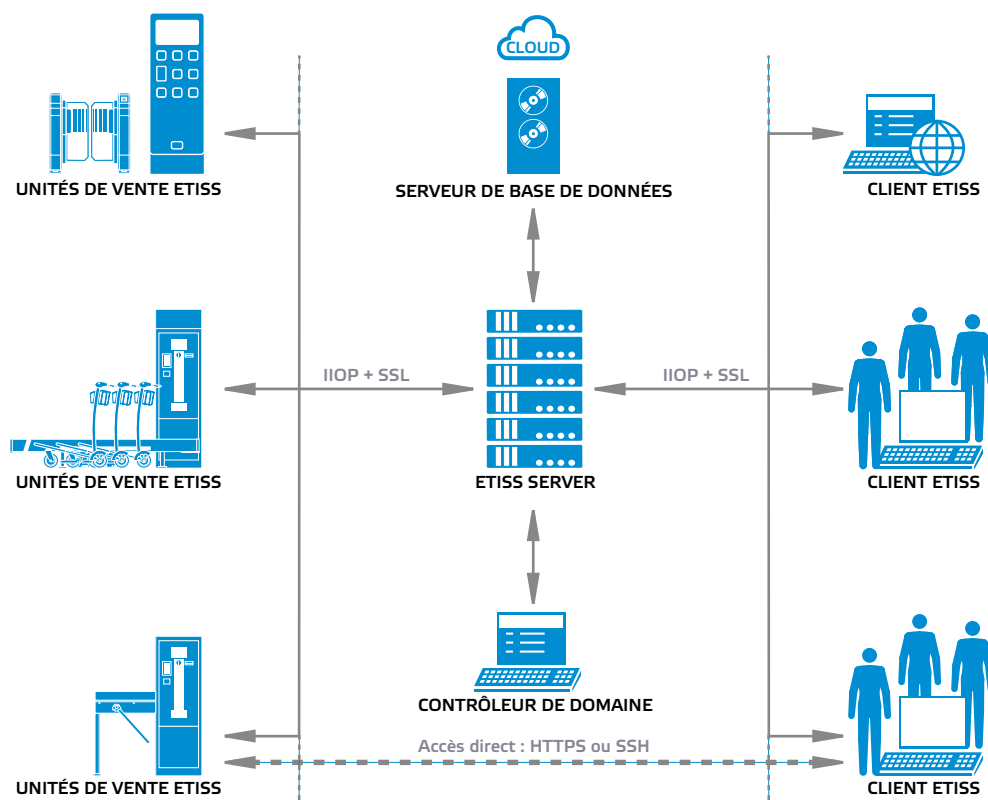 CLOUD
UNITÉS DE VENTE ETISS
SERVEUR DE BASE DE DONNÉES
CLIENT ETISS
IIOP + SSL
IIOP + SSL
UNITÉS DE VENTE ETISS
ETISS SERVER
CLIENT ETISS
CONTRÔLEUR DE DOMAINE
Accès direct : HTTPS ou SSH
UNITÉS DE VENTE ETISS
CLIENT ETISS